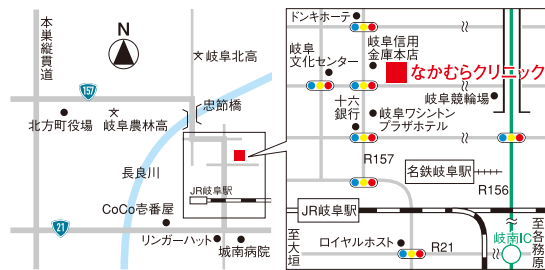 本巣縦貫道
N
岐阜北高
157
忠節橋
北方町役場
岐阜農林高
長良川
JR岐阜駅
CoCo壱番屋
21
リンガーハット
城南病院
ドンキホーテ
岐阜
文化センター
岐阜信用
金庫本店
なかむらクリニック
岐阜競輪場
十六
銀行
岐阜ワシントン
プラザホテル
R157
名鉄岐阜駅
R156
JR岐阜駅
至大垣
ロイヤルホスト
R21
岐南IC
至各務原